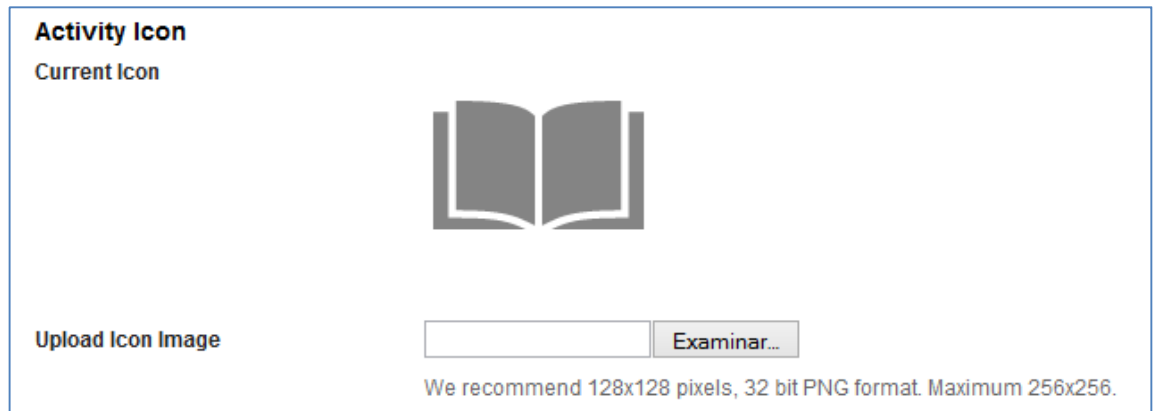 Activity Icon
Current Icon
Upload Icon Image
Examinar...
We recommend 128x128 pixels, 32 bit PNG format. Maximum 256x256.